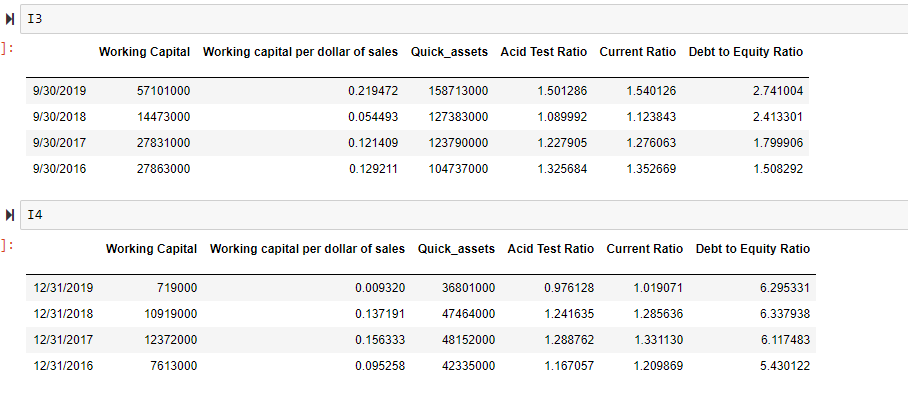 I3
]:
Working Capital Working capital per dollar of sales Quick_assets Acid Test Ratio Current Ratio Debt to Equity Ratio
9/30/2019 57101000 0.219472 158713000 1.501286 1.540126 2.741004
9/30/2018 14473000 0.054493 127383000 1.089992 1.123843 2.413301
9/30/2017 27831000 0.121409 123790000 1.227905 1.276063 1.799906
9/30/2016 27863000 0.129211 104737000 1.325684 1.352669 1.508292
I4
]:
Working Capital Working capital per dollar of sales Quick_assets Acid Test Ratio Current Ratio Debt to Equity Ratio
12/31/2019 719000 0.009320 36801000 0.976128 1.019071 6.295331
12/31/2018 10919000 0.137191 47464000 1.241635 1.285636 6.337938
12/31/2017 12372000 0.156333 48152000 1.288762 1.331130 6.117483
12/31/2016 7613000 0.095258 42335000 1.167057 1.209869 5.430122